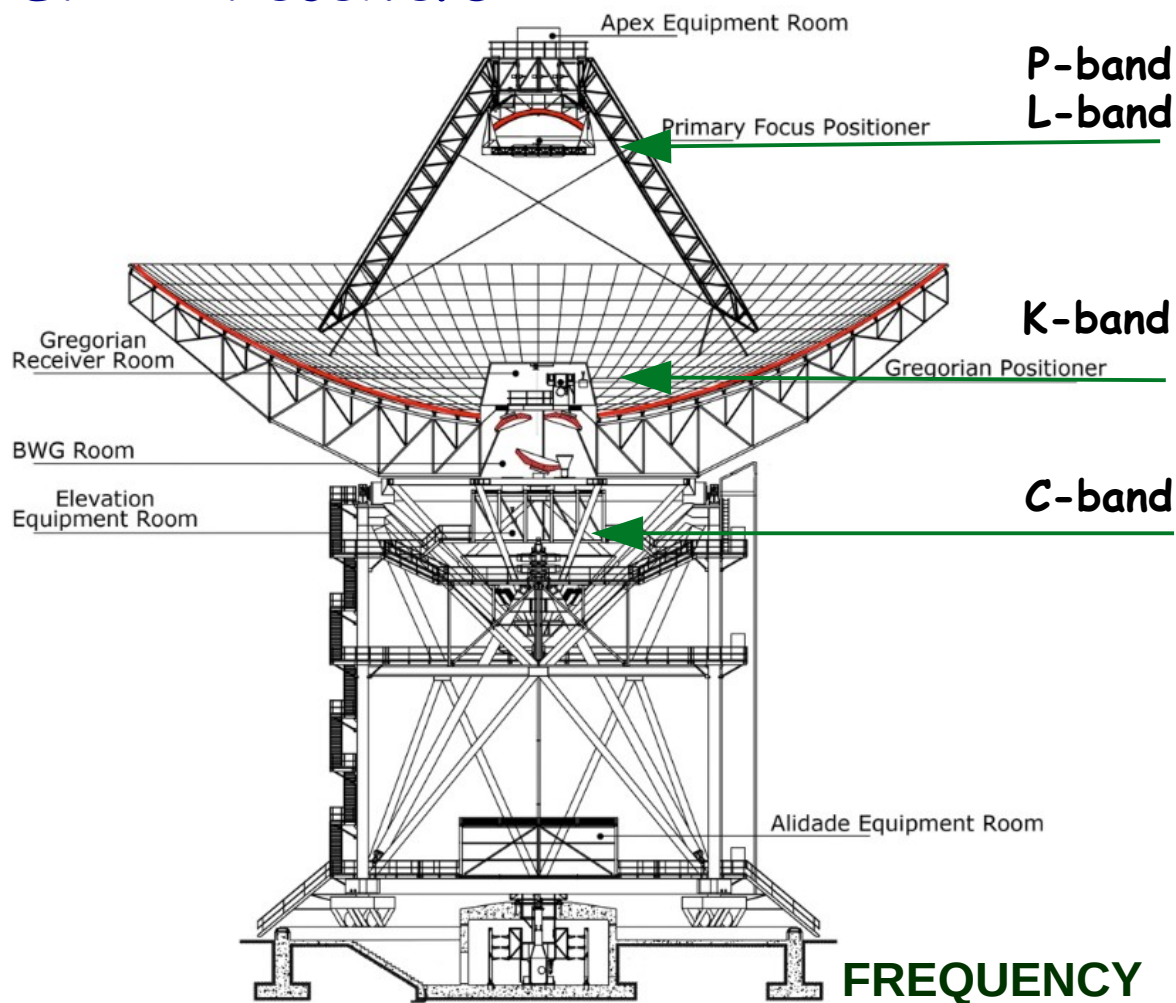 Apex Equipment Room
P-band
L-band
Primary Focus Positioner
K-band
Gregorian
Receiver Room
Gregorian Positioner
BWG Room
C-band
Elevation
Equipment Room
Alidade Equipment Room
FREQUENCY